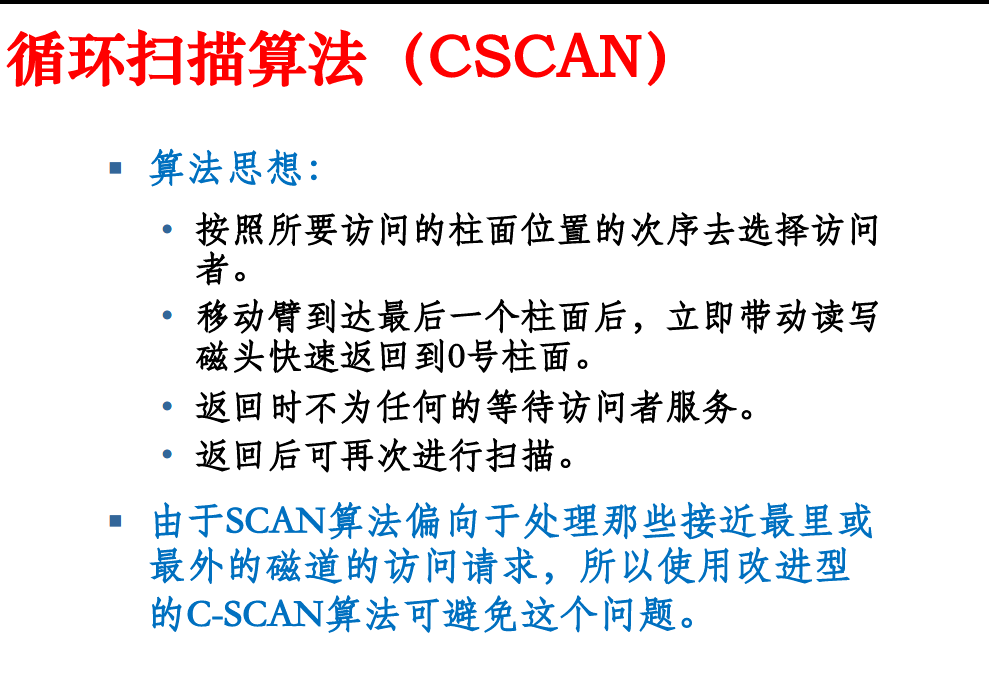 循环扫描算法（CSCAN）
▪ 算法思想：
• 按照所要访问的柱面位置的次序去选择访问
者。
• 移动臂到达最后一个柱面后，立即带动读写
磁头快速返回到0号柱面。
• 返回时不为任何的等待访问者服务。
• 返回后可再次进行扫描。
▪ 由于SCAN算法偏向于处理那些接近最里或
最外的磁道的访问请求，所以使用改进型
的C-SCAN算法可避免这个问题。